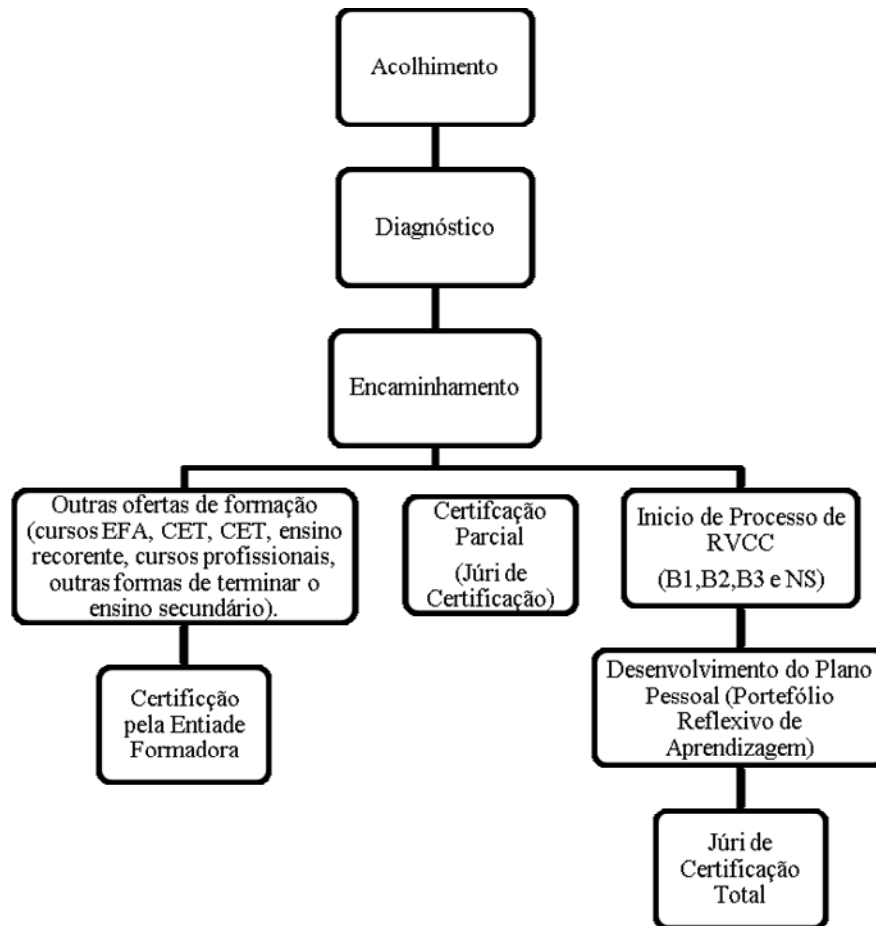 Acolhimento
Diagnóstico
Encaminhamento
Outras ofertas de formação
(cursos EFA, CET, CET, ensino
recorente, cursos profissionais,
outras formas de terminar o
ensino secundário).
Certifcação
Parcial
(Júri de
Certificação)
Inicio de Processo de
RVCC
(B1,B2,B3 e NS)
Certificção
pela Entiade
Formadora
Desenvolvimento do Plano
Pessoal (Portefólio
Reflexivo de
Aprendizagem)
Júri de
Certificação
Total